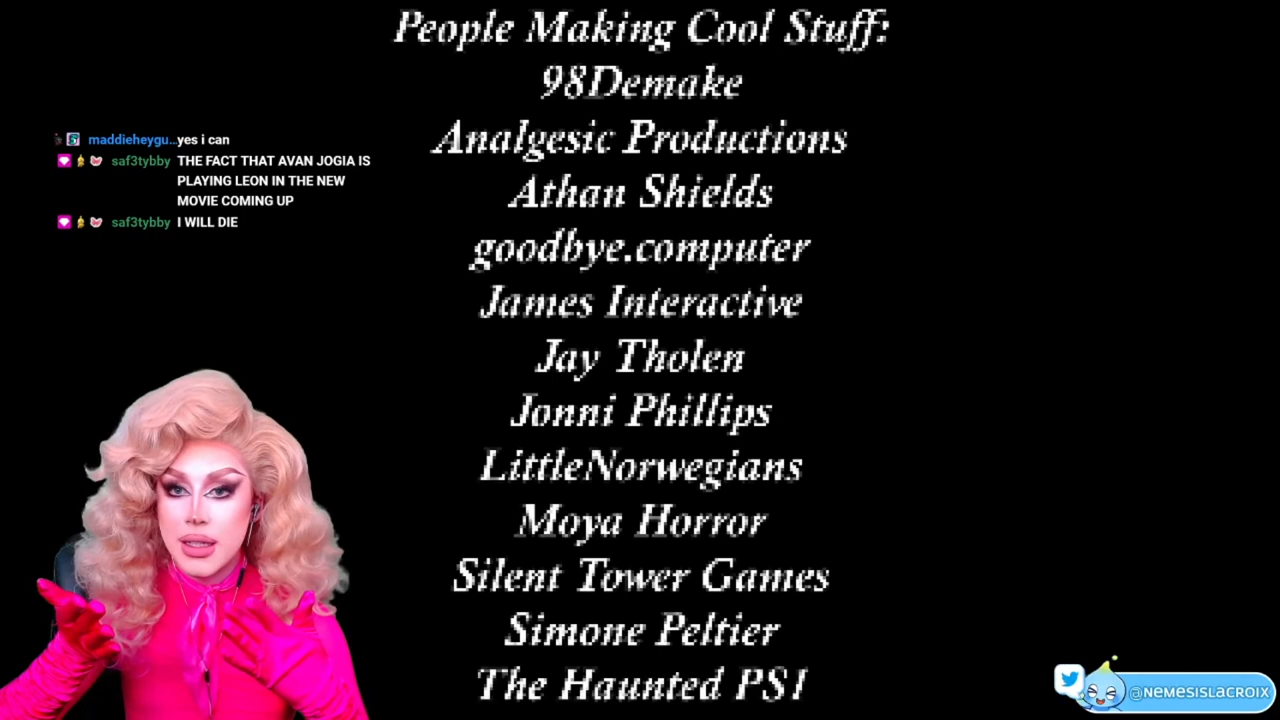 People Making Cool Stuff:
98Demake
Analgesic Productions
Athan Shields
goodbye.computer
James Interactive
Jay Tholen
Jonni Phillips
LittleNorwegians
Moya Horror
Silent Tower Games
Simone Peltier
The Haunted PS1
maddieheygu... yes i can
saf3tybby THE FACT THAT AVAN JOGIA IS
PLAYING LEON IN THE NEW
MOVIE COMING UP
saf3tybby I WILL DIE
@NEMESISLACROIX